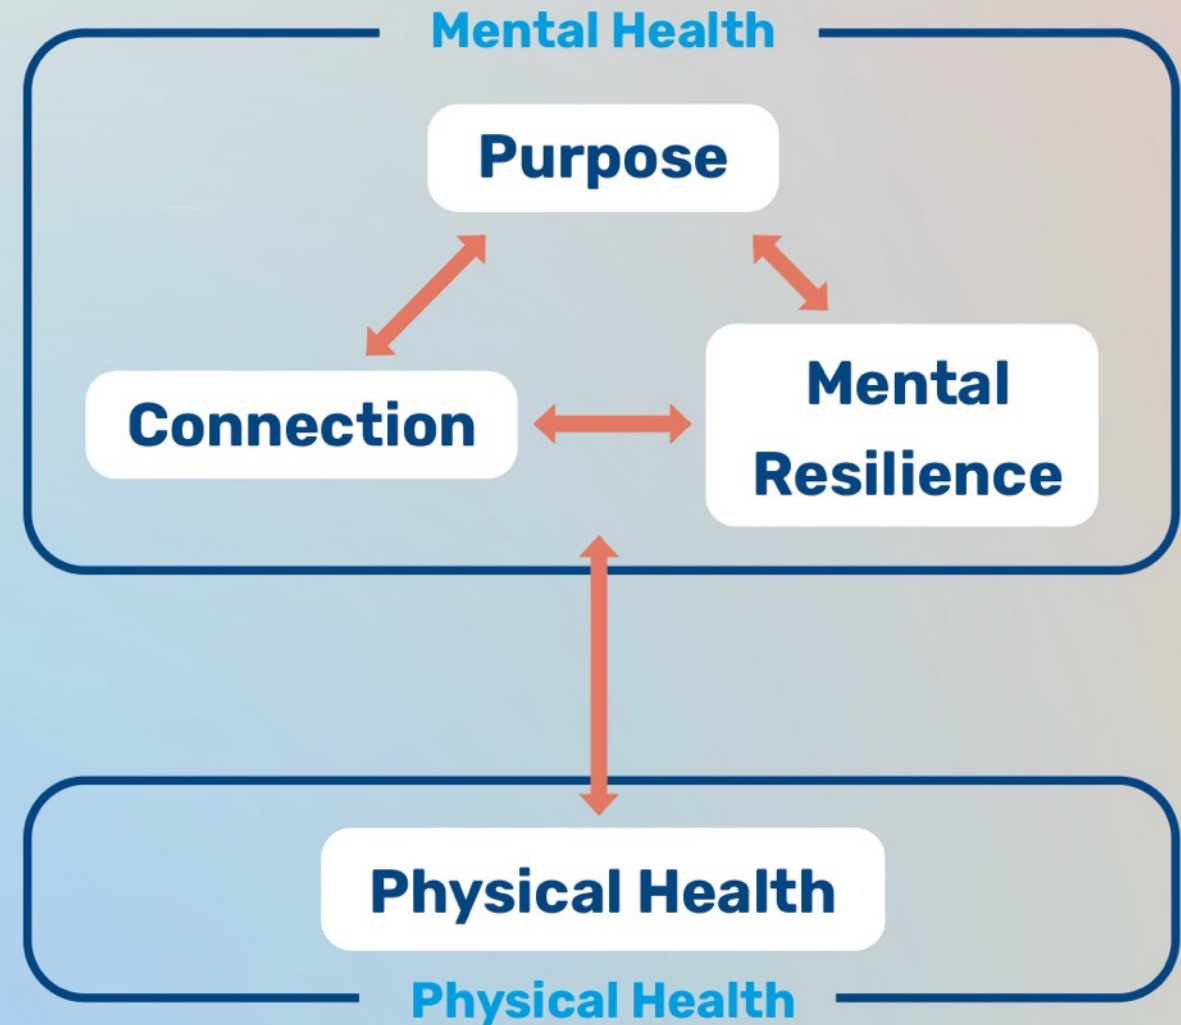 Mental Health
Purpose
Connection
Mental
Resilience
Physical Health
Physical Health